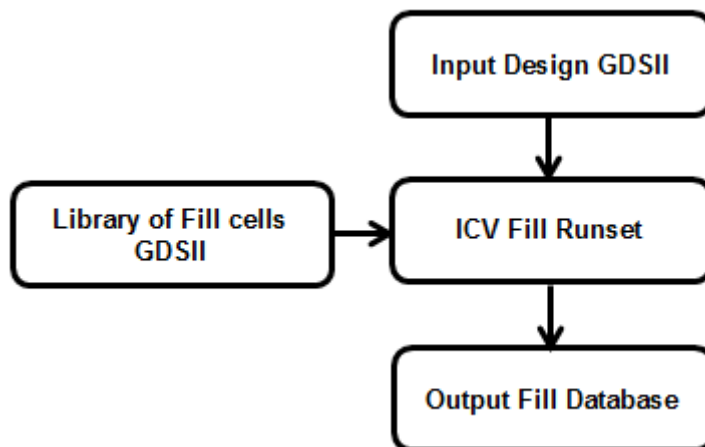 Input Design GDSII
Library of Fill cells
GDSII
ICV Fill Runset
Output Fill Database